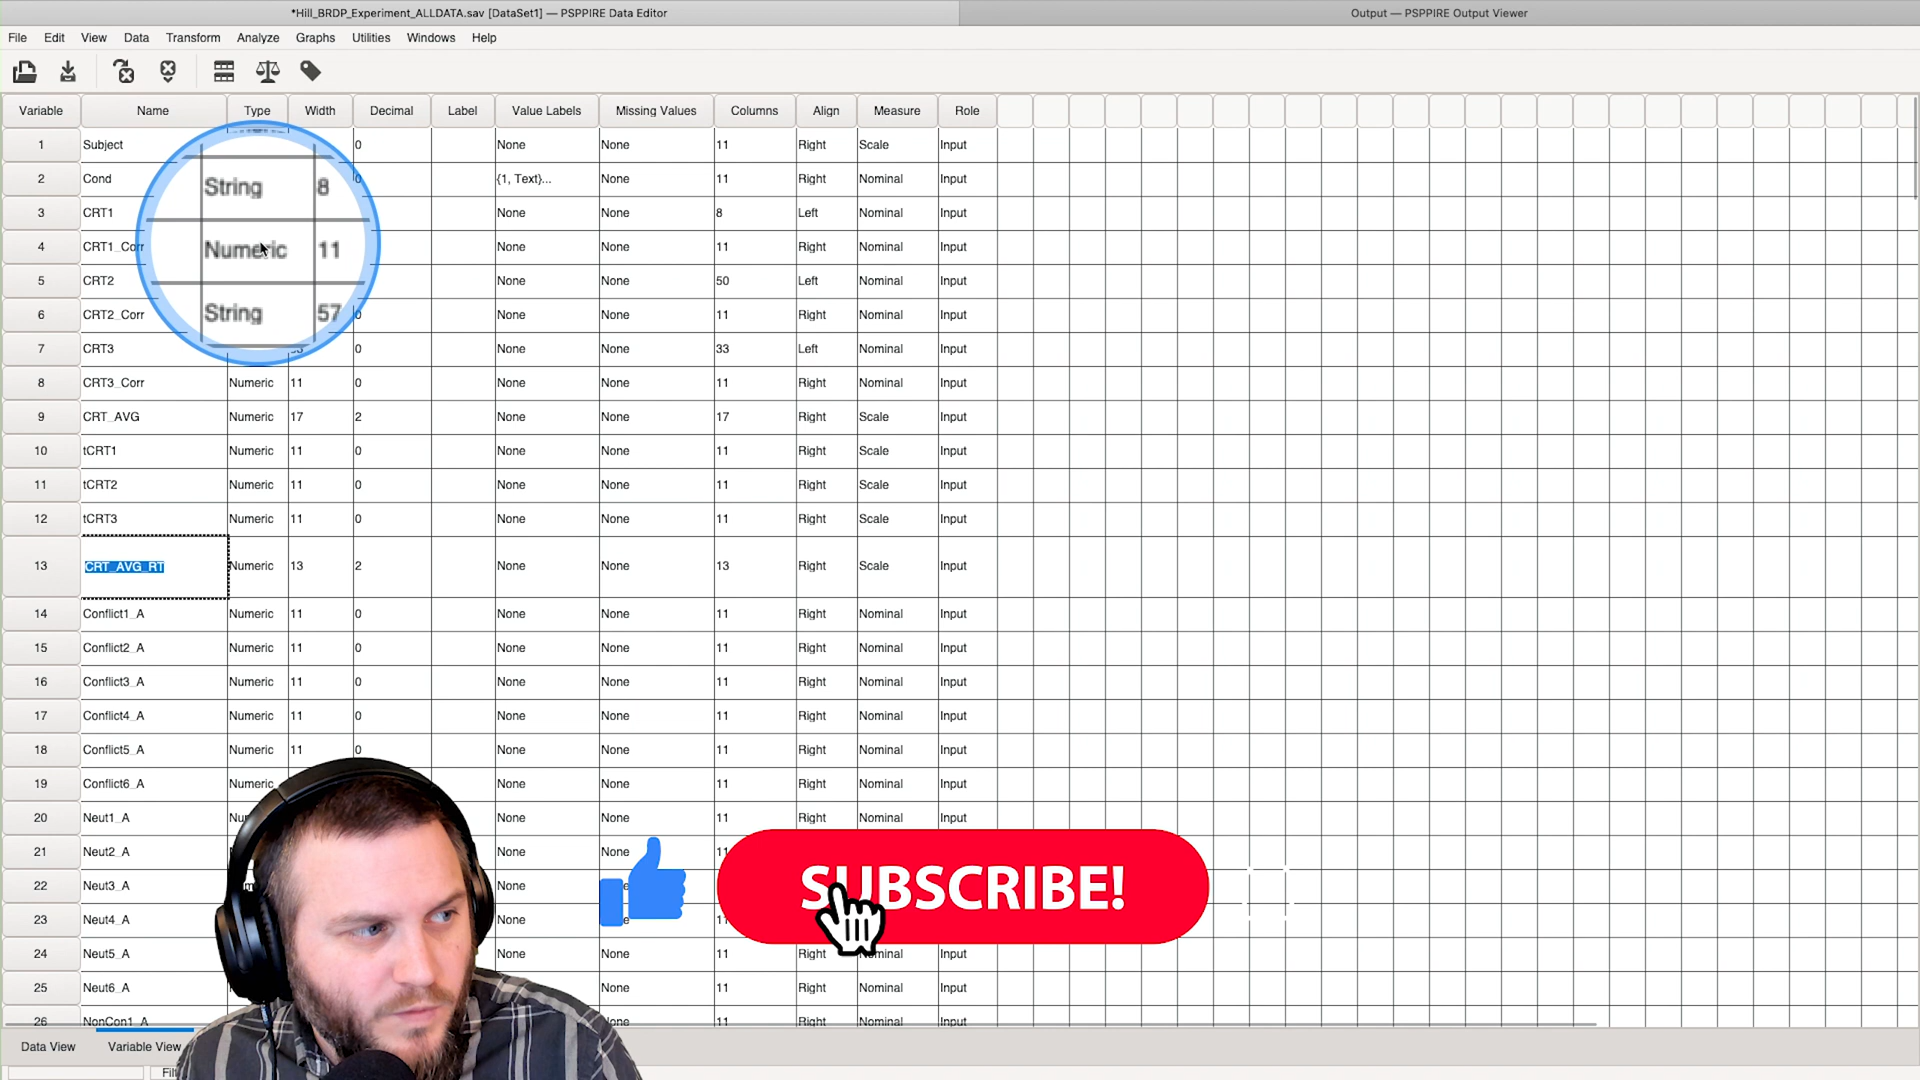 *Hill_BRDP_Experiment_ALLDATA.sav [DataSet1] — PSPPIRE Data Editor Output — PSPPIRE Output Viewer
File Edit View Data Transform Analyze Graphs Utilities Windows Help
Variable Name Type Width Decimal Label Value Labels Missing Values Columns Align Measure Role
1 Subject 0 None None 11 Right Scale Input
2 Cond String 8 0 {1, Text}... None 11 Right Nominal Input
3 CRT1 None None 8 Left Nominal Input
4 CRT1_Corr Numeric 11 None None 11 Right Nominal Input
5 CRT2 None None 50 Left Nominal Input
6 CRT2_Corr String 57 0 None None 11 Right Nominal Input
7 CRT3 0 None None 33 Left Nominal Input
8 CRT3_Corr Numeric 11 0 None None 11 Right Nominal Input
9 CRT_AVG Numeric 17 2 None None 17 Right Scale Input
10 tCRT1 Numeric 11 0 None None 11 Right Scale Input
11 tCRT2 Numeric 11 0 None None 11 Right Scale Input
12 tCRT3 Numeric 11 0 None None 11 Right Scale Input
13 CRT_AVG_RT Numeric 13 2 None None 13 Right Scale Input
14 Conflict1_A Numeric 11 0 None None 11 Right Nominal Input
15 Conflict2_A Numeric 11 0 None None 11 Right Nominal Input
16 Conflict3_A Numeric 11 0 None None 11 Right Nominal Input
17 Conflict4_A Numeric 11 0 None None 11 Right Nominal Input
18 Conflict5_A Numeric 11 0 None None 11 Right Nominal Input
19 Conflict6_A Numeric None None 11 Right Nominal Input
20 Neut1_A None None 11 Right Nominal Input
21 Neut2_A None None 11
22 Neut3_A None
SUBSCRIBE!
23 Neut4_A None
24 Neut5_A None None 11 Right Nominal Input
25 Neut6_A None 11 Right Nominal Input
26 NonCon1_A 11 Right Nominal Input
Data View Variable View